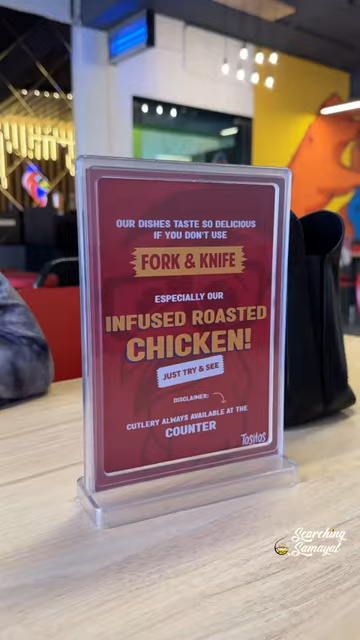 OUR DISHES TASTE SO DELICIOUS
IF YOU DON'T USE
FORK & KNIFE
ESPECIALLY OUR
INFUSED ROASTED
CHICKEN!
JUST TRY & SEE
DISCLAIMER:
CUTLERY ALWAYS AVAILABLE AT THE
COUNTER
Tositos
Searching
Samayal